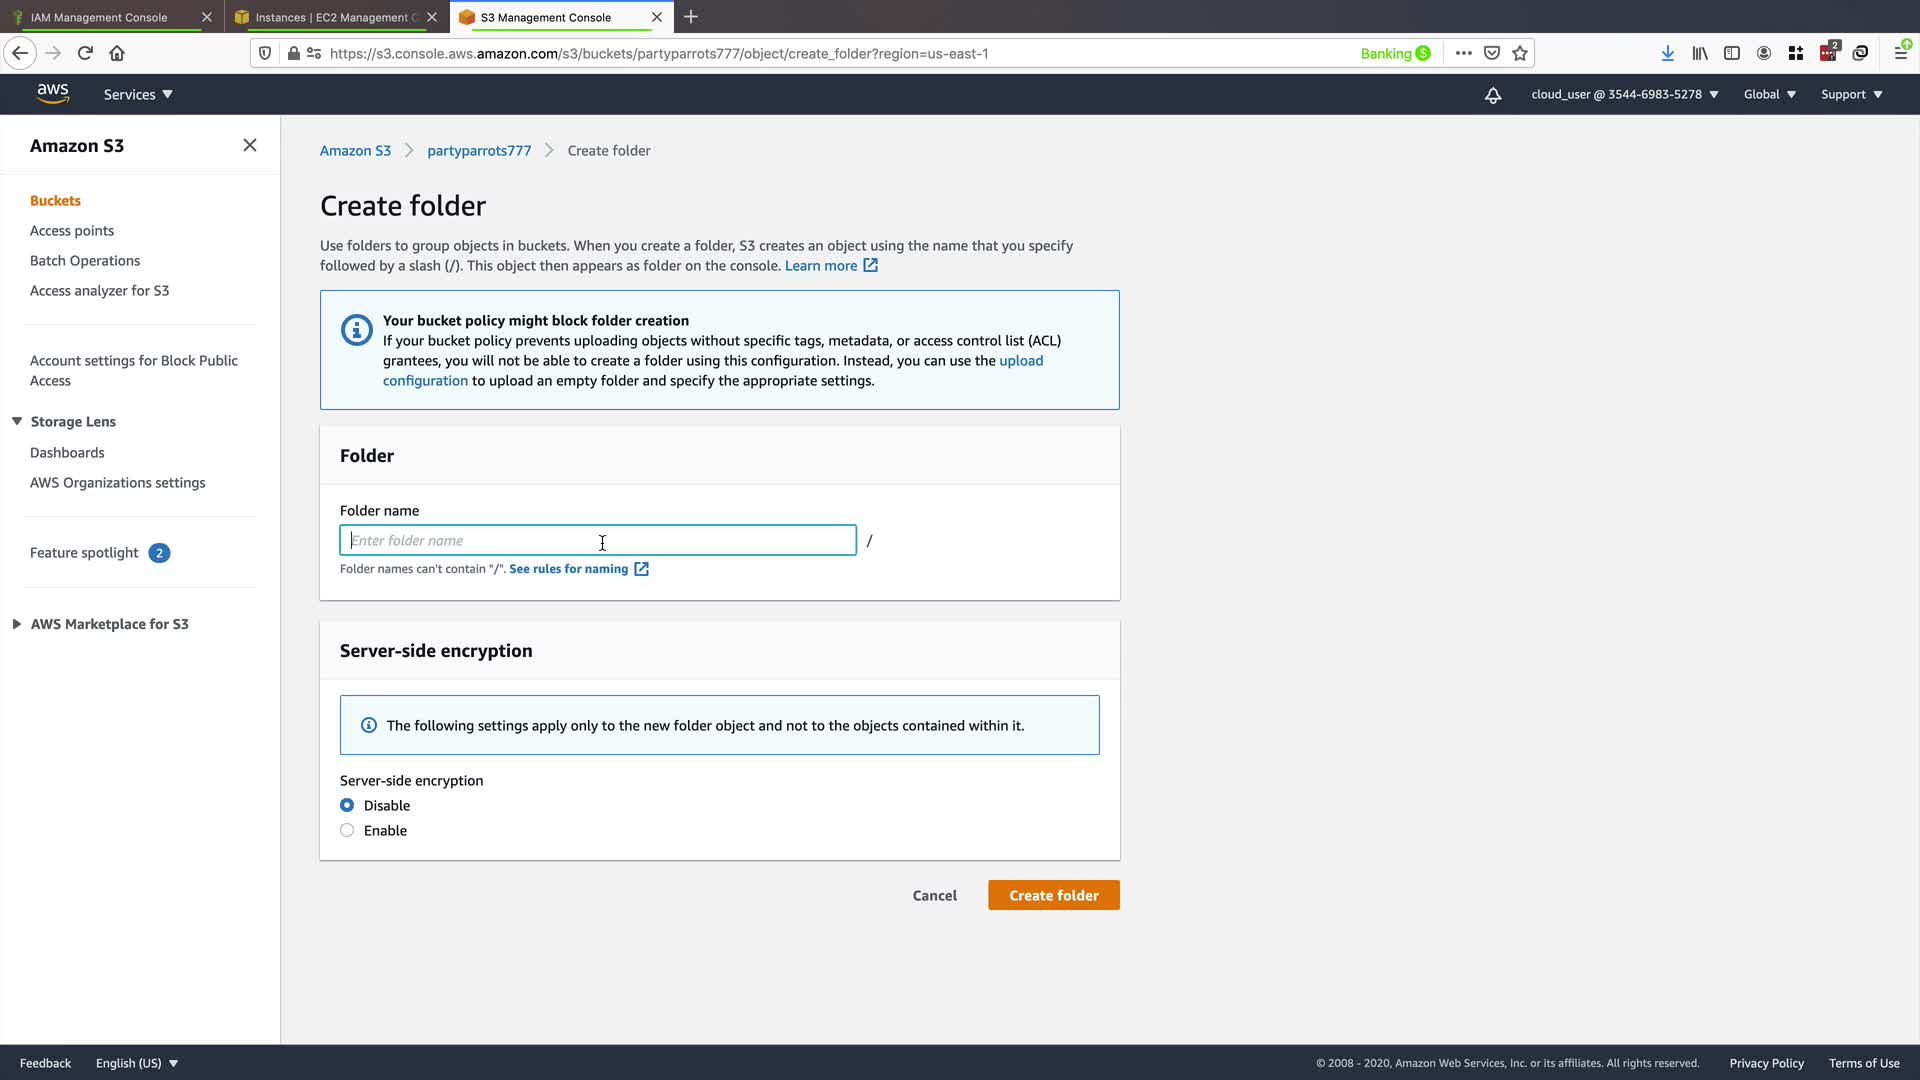 IAM Management Console
Instances | EC2 Management C
S3 Management Console
https://s3.console.aws.amazon.com/s3/buckets/partyparrots777/object/create_folder?region=us-east-1
Banking
2
aws
Services
cloud_user @ 3544-6983-5278
Global
Support
Amazon S3
Buckets
Access points
Batch Operations
Access analyzer for S3
Account settings for Block Public
Access
Storage Lens
Dashboards
AWS Organizations settings
Feature spotlight 2
AWS Marketplace for S3
Amazon S3 partyparrots777 Create folder
Create folder
Use folders to group objects in buckets. When you create a folder, S3 creates an object using the name that you specify
followed by a slash (/). This object then appears as folder on the console. Learn more
Your bucket policy might block folder creation
If your bucket policy prevents uploading objects without specific tags, metadata, or access control list (ACL)
grantees, you will not be able to create a folder using this configuration. Instead, you can use the upload
configuration to upload an empty folder and specify the appropriate settings.
Folder
Folder name
Enter folder name
/
Folder names can't contain "/". See rules for naming
Server-side encryption
The following settings apply only to the new folder object and not to the objects contained within it.
Server-side encryption
Disable
Enable
Cancel
Create folder
Feedback
English (US)
© 2008 - 2020, Amazon Web Services, Inc. or its affiliates. All rights reserved.
Privacy Policy
Terms of Use